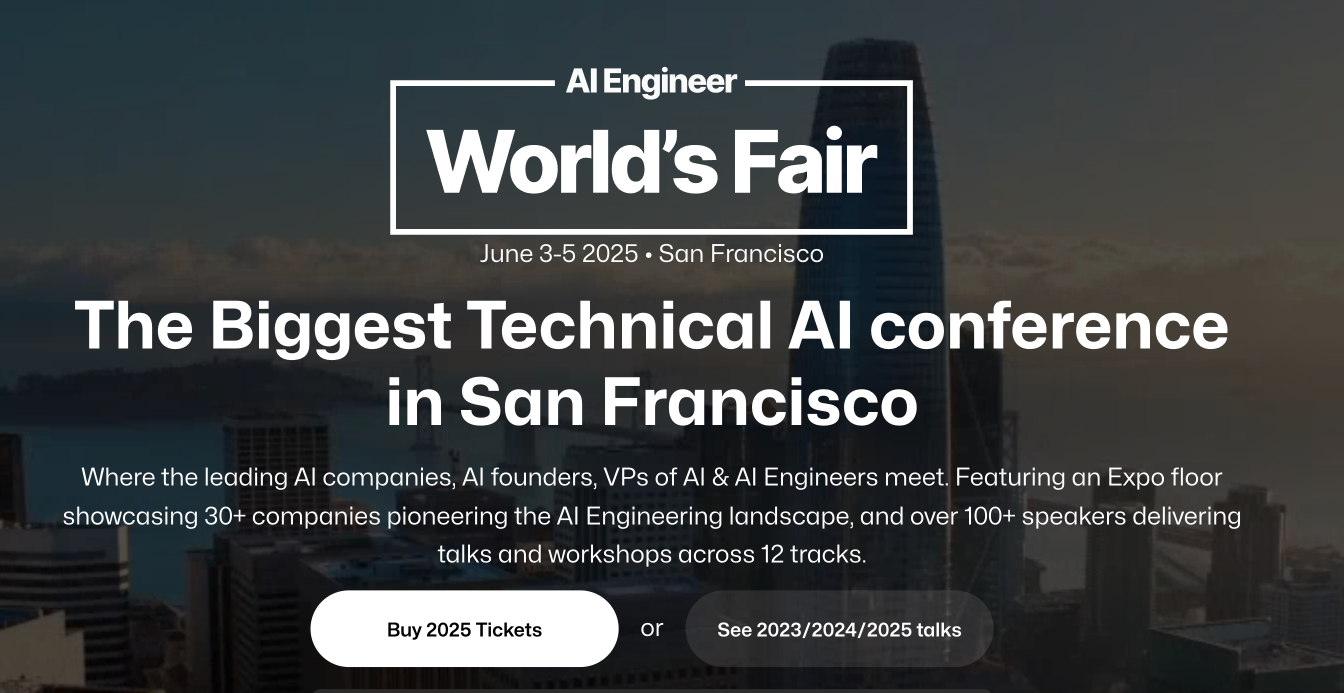 AI Engineer
World's Fair
June 3-5 2025 • San Francisco
The Biggest Technical AI conference
in San Francisco
Where the leading AI companies, AI founders, VPs of AI & AI Engineers meet. Featuring an Expo floor
showcasing 30+ companies pioneering the AI Engineering landscape, and over 100+ speakers delivering
talks and workshops across 12 tracks.
Buy 2025 Tickets or See 2023/2024/2025 talks